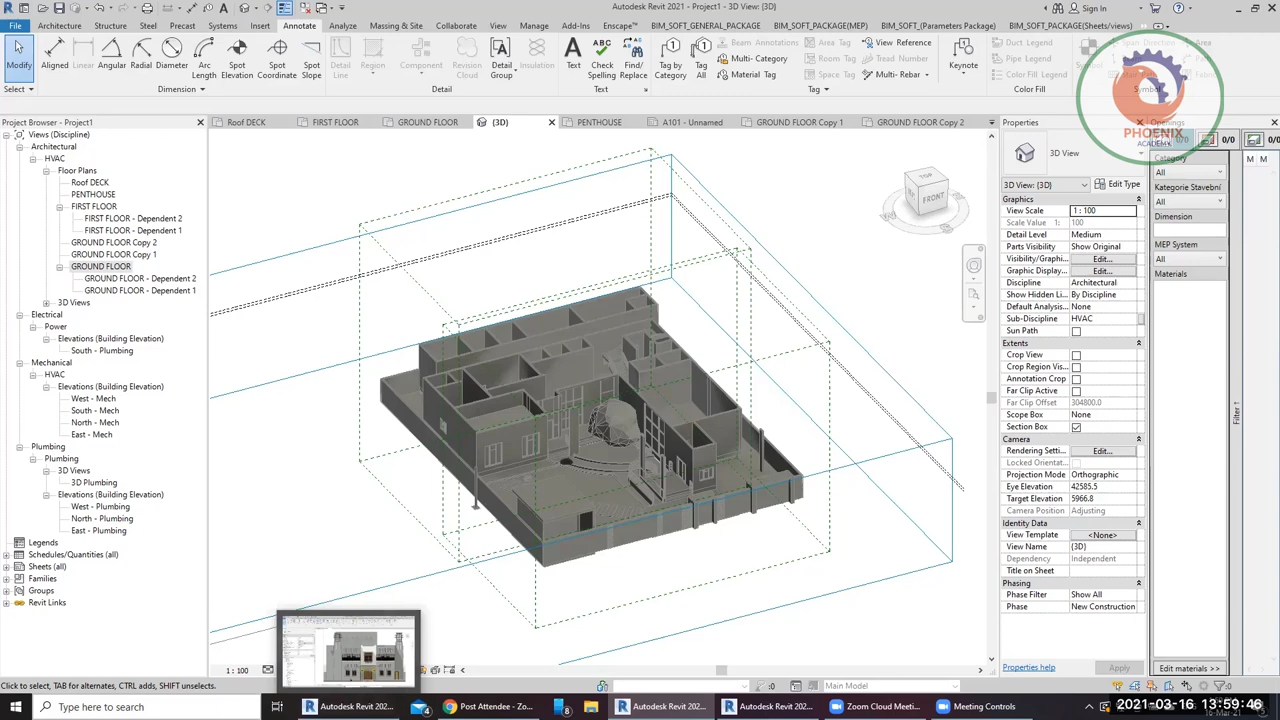 Autodesk Revit 2021 - Project1 - 3D View: {3D}
Sign In
File
Architecture
Structure
Steel
Precast
Systems
Insert
Annotate
Analyze
Massing & Site
Collaborate
View
Manage
Add-Ins
Enscape™
BIM_SOFT_GENERAL_PACKAGE
BIM_SOFT_PACKAGE(MEP)
BIM_SOFT_(Parameters Package)
BIM_SOFT_PACKAGE(Sheets/views)
Modify
Aligned
Linear
Angular
Radial
Diameter
Arc Length
Spot Elevation
Spot Coordinate
Spot Slope
Detail Line
Region
Component
Revision Cloud
Detail Group
Insulation
Text
Check Spelling
Find/ Replace
Tag by Category
Tag All
Beam Annotations
Multi- Category
Material Tag
Area Tag
Room Tag
Space Tag
View Reference
Tread Number
Multi- Rebar
Keynote
Duct Legend
Pipe Legend
Color Fill Legend
Span Direction
Area
Select
Dimension
Detail
Text
Tag
Color Fill
Symbol
PHOENIX
ACADEMY
Project Browser - Project1
Views (Discipline)
Architectural
HVAC
Floor Plans
Roof DECK
PENTHOUSE
FIRST FLOOR
FIRST FLOOR - Dependent 2
FIRST FLOOR - Dependent 1
GROUND FLOOR Copy 2
GROUND FLOOR Copy 1
GROUND FLOOR
GROUND FLOOR - Dependent 2
GROUND FLOOR - Dependent 1
3D Views
Electrical
Power
Elevations (Building Elevation)
South - Plumbing
Mechanical
HVAC
Elevations (Building Elevation)
West - Mech
South - Mech
North - Mech
East - Mech
Plumbing
Plumbing
3D Views
3D Plumbing
Elevations (Building Elevation)
West - Plumbing
North - Plumbing
East - Plumbing
Legends
Schedules/Quantities (all)
Sheets (all)
Families
Groups
Revit Links
Roof DECK
FIRST FLOOR
GROUND FLOOR
{3D}
PENTHOUSE
A101 - Unnamed
GROUND FLOOR Copy 1
GROUND FLOOR Copy 2
TOP
FRONT
1 : 100
Properties
3D View
3D View: {3D}
Edit Type
Graphics
View Scale 1 : 100
Scale Value 1: 100
Detail Level Medium
Parts Visibility Show Original
Visibility/Graphi... Edit...
Graphic Display... Edit...
Discipline Architectural
Show Hidden Li... By Discipline
Default Analysis... None
Sub-Discipline HVAC
Sun Path
Extents
Crop View
Crop Region Vis...
Annotation Crop
Far Clip Active
Far Clip Offset 304800.0
Scope Box None
Section Box
Camera
Rendering Setti... Edit...
Locked Orientat...
Projection Mode Orthographic
Eye Elevation 42585.5
Target Elevation 5966.8
Camera Position Adjusting
Identity Data
View Template <None>
View Name {3D}
Dependency Independent
Title on Sheet
Phasing
Phase Filter Show All
Phase New Construction
Properties help
Apply
Openings
0/0
0/0
0/0
Category
All
Kategorie Stavební
All
Dimension
MEP System
All
Materials
M M
Filter 1
Edit materials >>
Click to select, TAB for alternates, CTRL adds, SHIFT unselects.
:0
Main Model
:0
Type here to search
Autodesk Revit 202...
Post Attendee - Zo...
Autodesk Revit 202...
Autodesk Revit 202...
Zoom Cloud Meeti...
Meeting Controls
2021-03-16 13:59:46